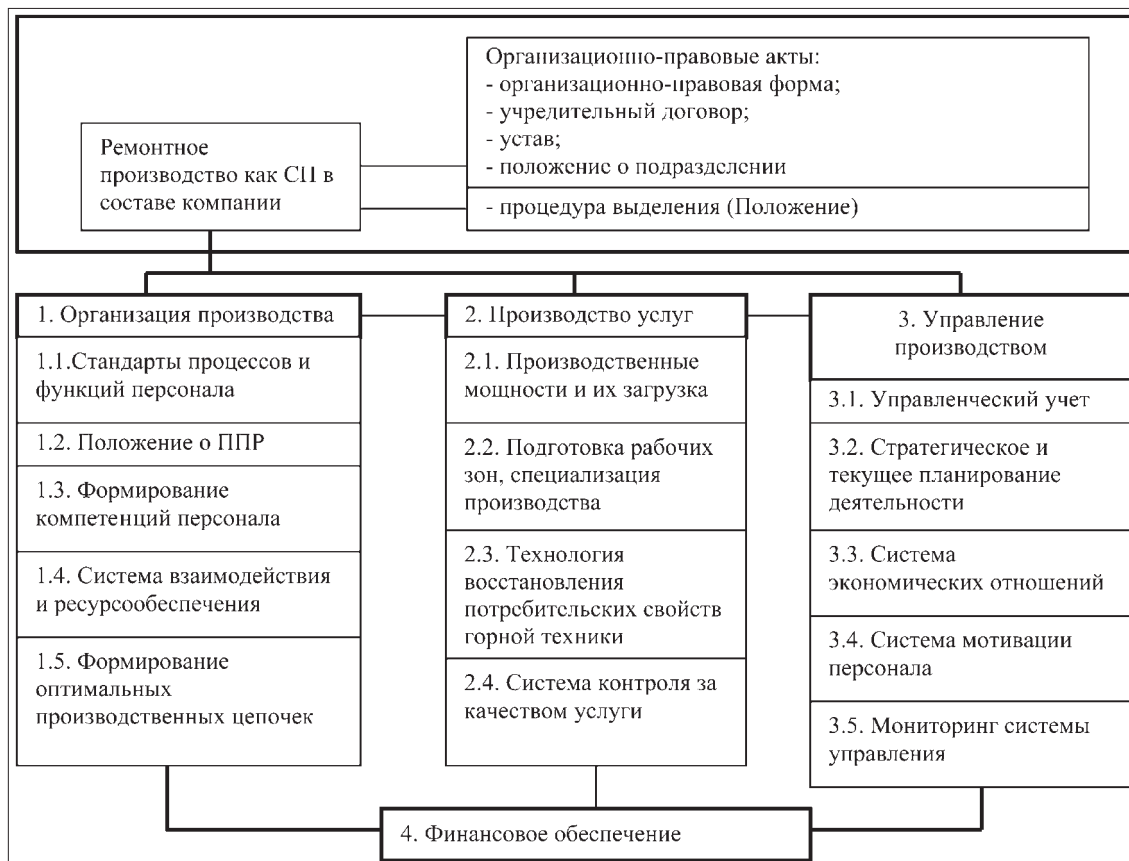 Организационно-правовые акты:
- организационно-правовая форма;
- учредительный договор;
- устав;
- положение о подразделении
- процедура выделения (Положение)
Ремонтное
производство как СП в
составе компании
1. Организация производства
1.1.Стандарты процессов и
функций персонала
1.2. Положение о ППР
1.3. Формирование
компетенций персонала
1.4. Система взаимодействия
и ресурсообеспечения
1.5. Формирование
оптимальных
производственных цепочек
2. Производство услуг
2.1. Производственные
мощности и их загрузка
2.2. Подготовка рабочих
зон, специализация
производства
2.3. Технология
восстановления
потребительских свойств
горной техники
2.4. Система контроля за
качеством услуги
3. Управление
производством
3.1. Управленческий учет
3.2. Стратегическое и
текущее планирование
деятельности
3.3. Система
экономических отношений
3.4. Система мотивации
персонала
3.5. Мониторинг системы
управления
4. Финансовое обеспечение